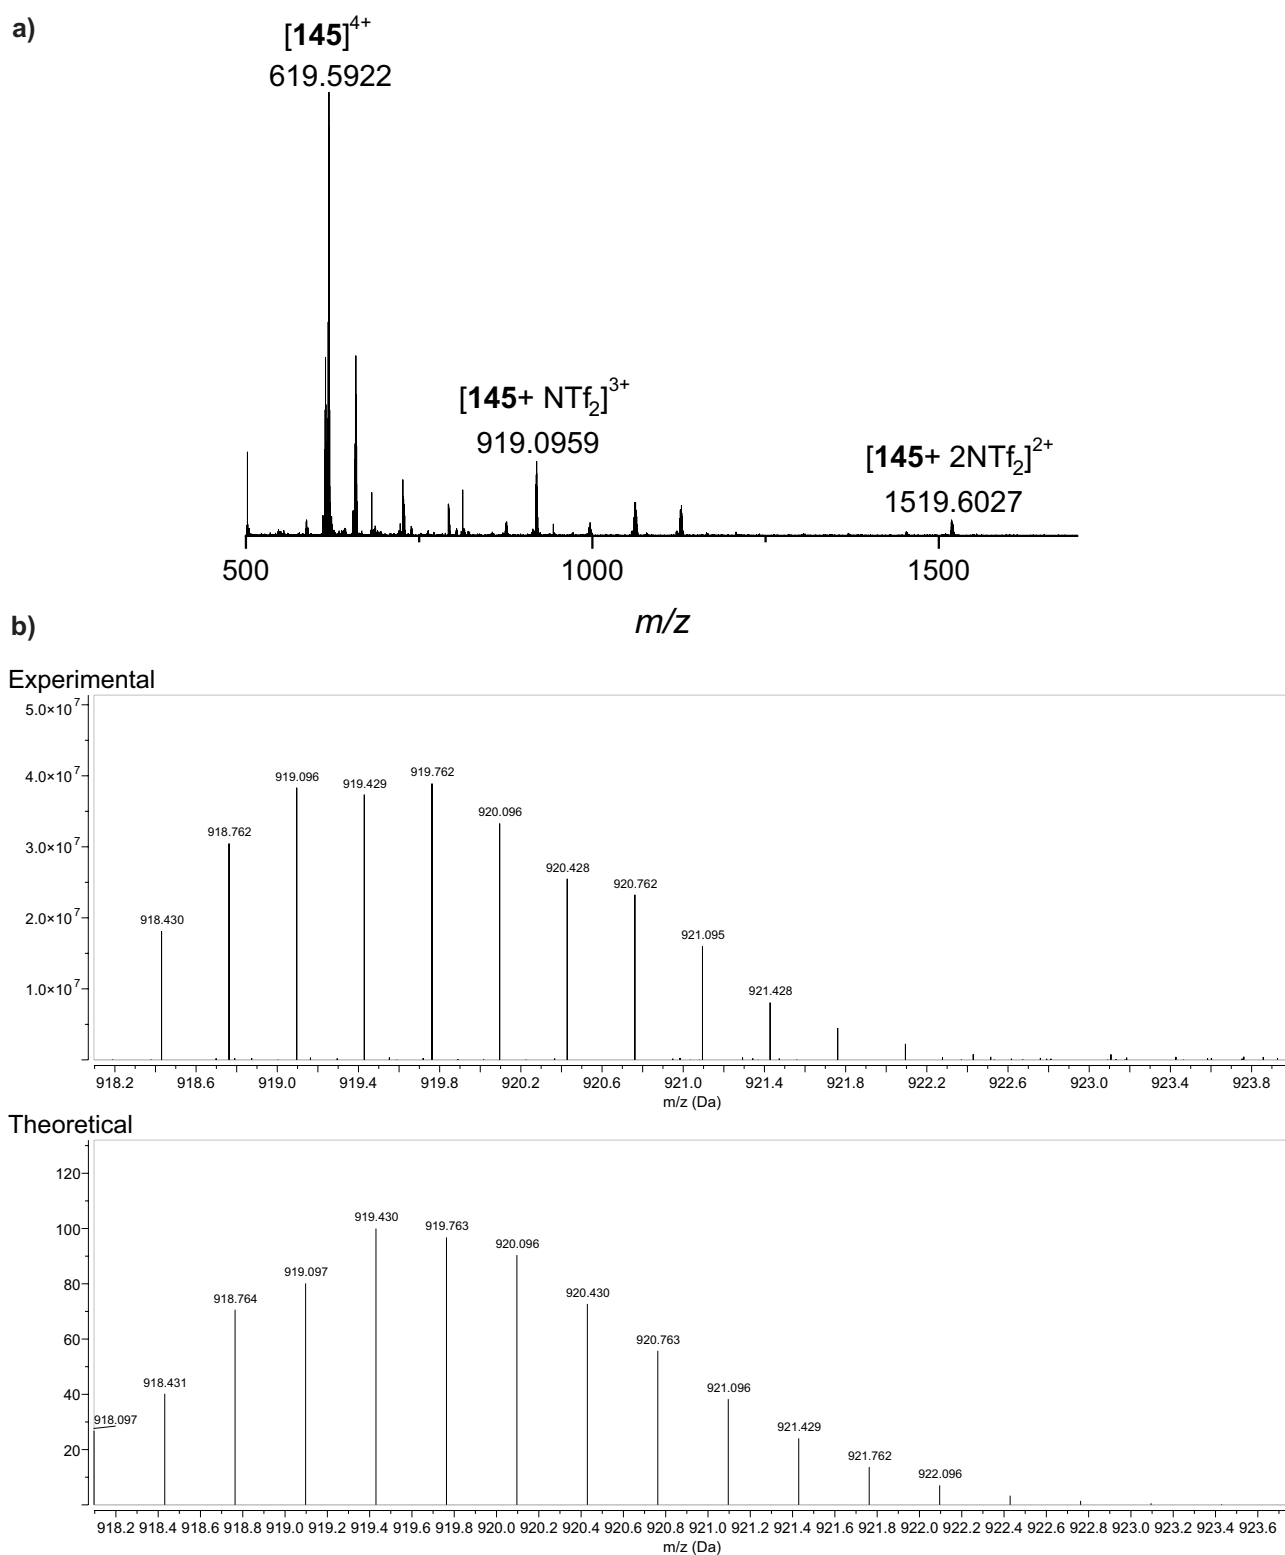 a)
[145]4+
619.5922
[145+ NTf2]3+
919.0959
[145+ 2NTf2]2+
1519.6027
500 1000 1500
m/z
b)
Experimental
5.0×10 7
4.0×10 7
3.0×10 7
2.0×10 7
1.0×10 7
918.430 918.762 919.096 919.429 919.762 920.096 920.428 920.762 921.095 921.428
918.2 918.6 919.0 919.4 919.8 920.2 920.6 921.0 921.4 921.8 922.2 922.6 923.0 923.4 923.8
m/z (Da)
Theoretical
120
100
80
60
40
20
918.097 918.431 918.764 919.097 919.430 919.763 920.096 920.430 920.763 921.096 921.429 921.762 922.096
918.2 918.4 918.6 918.8 919.0 919.2 919.4 919.6 919.8 920.0 920.2 920.4 920.6 920.8 921.0 921.2 921.4 921.6 921.8 922.0 922.2 922.4 922.6 922.8 923.0 923.2 923.4 923.6
m/z (Da)